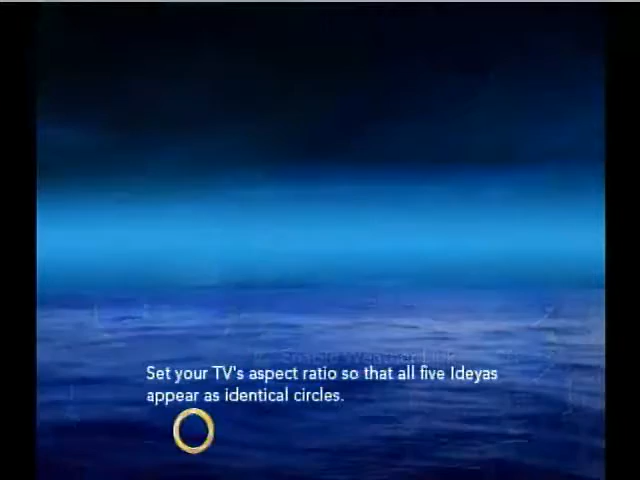 Set your TV's aspect ratio so that all five Ideyas
appear as identical circles.